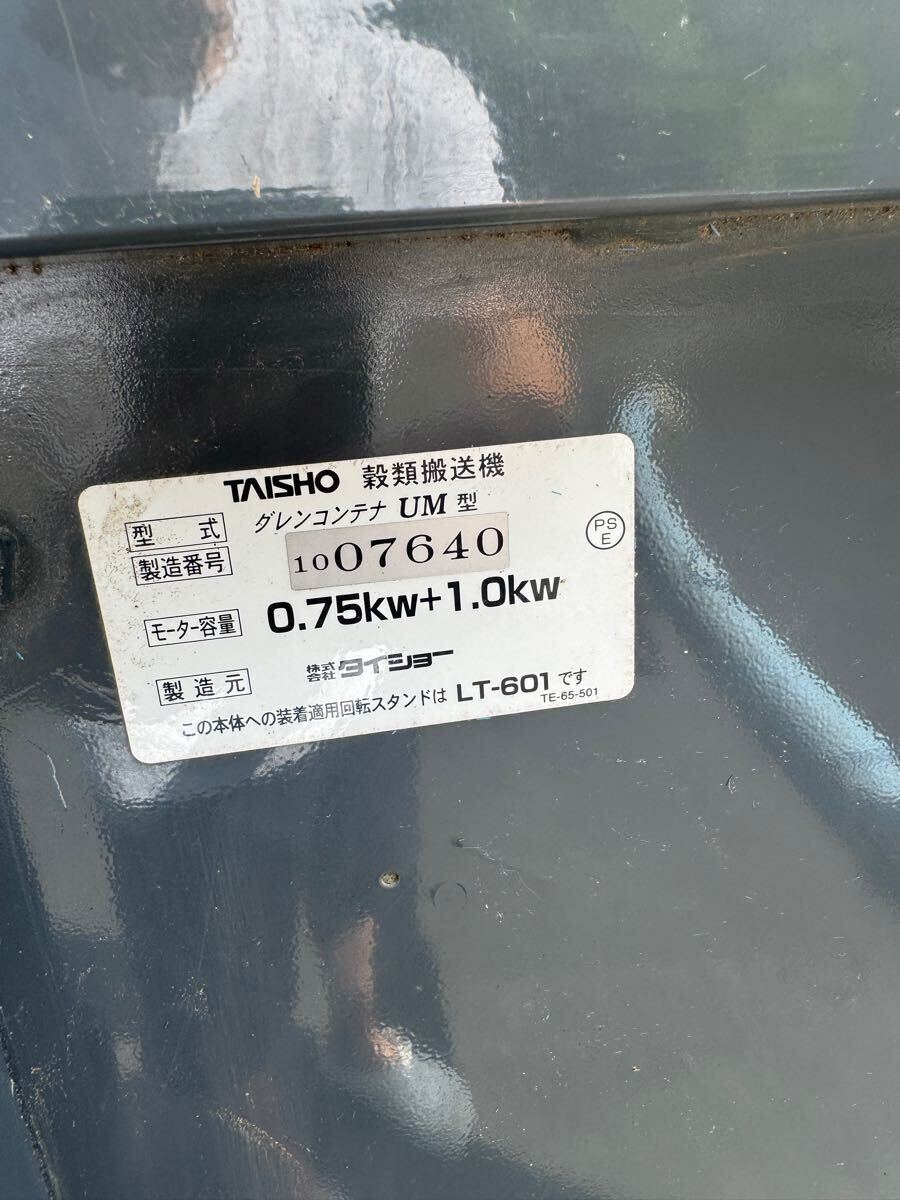 TAISHO 穀類搬送機
型式 グレンコンテナ UM 型
製造番号 1007640
PS
E
モーター容量 0.75kw+1.0kw
製造元 株式会社 タイショー
この本体への装着適用回転スタンドは LT-601 です
TE-65-501